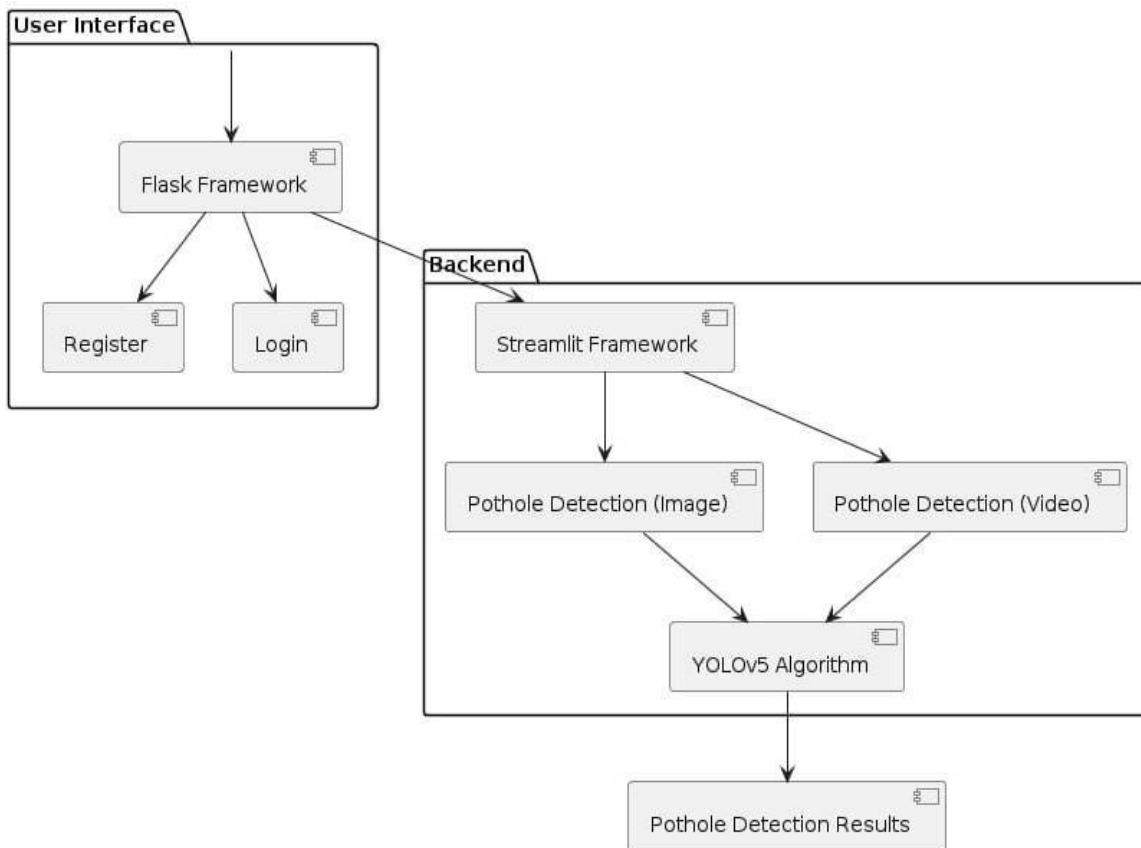 User Interface
Flask Framework
Register
Login
Backend
Streamlit Framework
Pothole Detection (Image)
Pothole Detection (Video)
YOLOv5 Algorithm
Pothole Detection Results